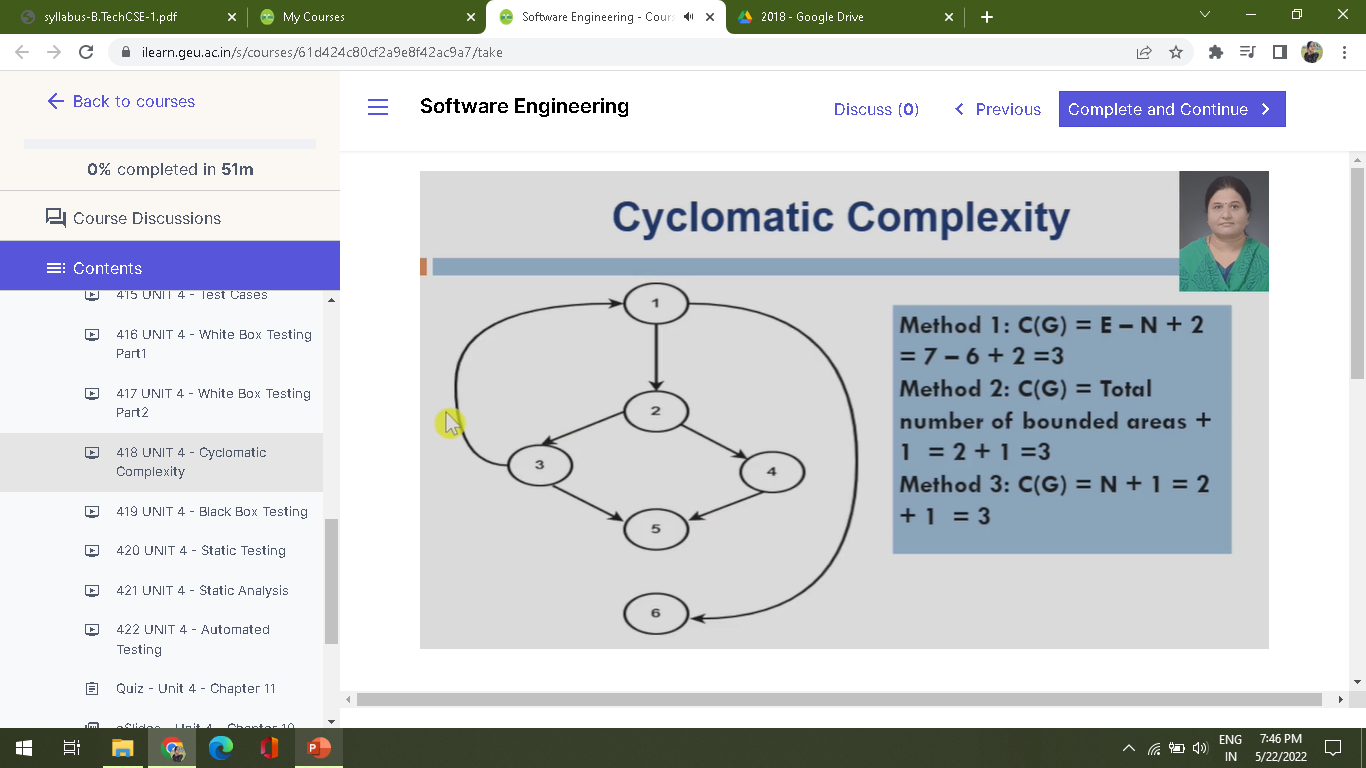 syllabus-B.TechCSE-1.pdf
My Courses
Software Engineering - Cour
2018 - Google Drive
ilearn.geu.ac.in/s/courses/61d424c80cf2a9e8f42ac9a7/take
Back to courses
0% completed in 51m
Course Discussions
Contents
415 UNIT 4 - Test Cases
416 UNIT 4 - White Box Testing
Part1
417 UNIT 4 - White Box Testing
Part2
418 UNIT 4 - Cyclomatic
Complexity
419 UNIT 4 - Black Box Testing
420 UNIT 4 - Static Testing
421 UNIT 4 - Static Analysis
422 UNIT 4 - Automated
Testing
Quiz - Unit 4 - Chapter 11
eSlides - Unit 4 - Chapter 10
Software Engineering
Discuss (0)
Previous
Complete and Continue
Cyclomatic Complexity
1
2
3
4
5
6
Method 1: C(G) = E – N + 2
= 7 – 6 + 2 =3
Method 2: C(G) = Total
number of bounded areas +
1 = 2 + 1 =3
Method 3: C(G) = N + 1 = 2
+ 1 = 3
ENG
IN
7:46 PM
5/22/2022